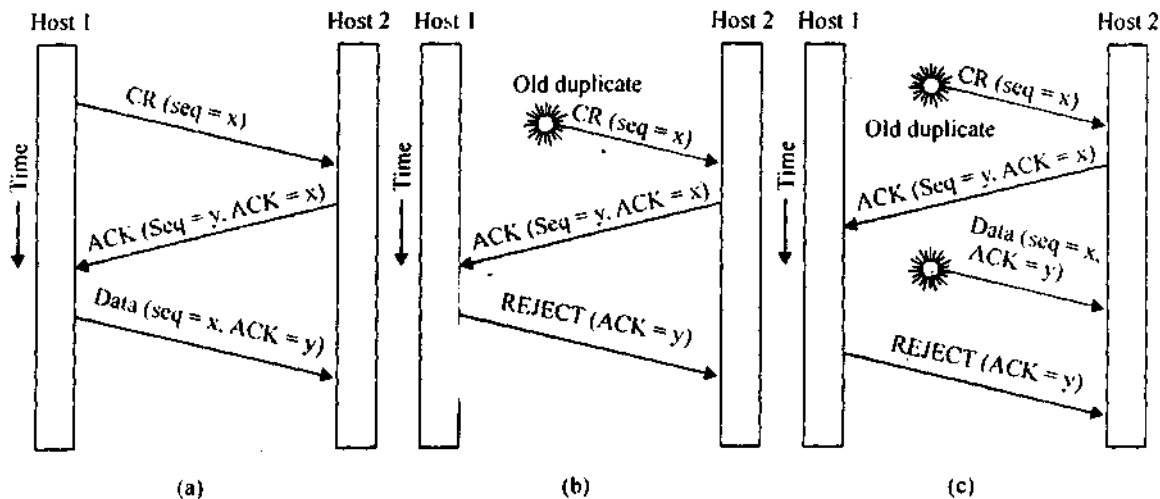 Host 1
Host 2
Time
CR (seq = x)
ACK (Seq = y, ACK = x)
Data (seq = x, ACK = y)
(a)
Host 1
Host 2
Time
Old duplicate
CR (seq = x)
ACK (Seq = y, ACK = x)
REJECT (ACK = y)
(b)
Host 2
Time
CR (seq = x)
Old duplicate
ACK (Seq = y, ACK = x)
Data (seq = x,
ACK = y)
REJECT (ACK = y)
(c)